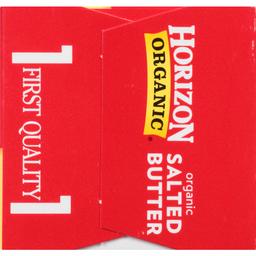 HORIZON
ORGANIC
organic
SALTED
BUTTER
1 FIRST QUALITY 1